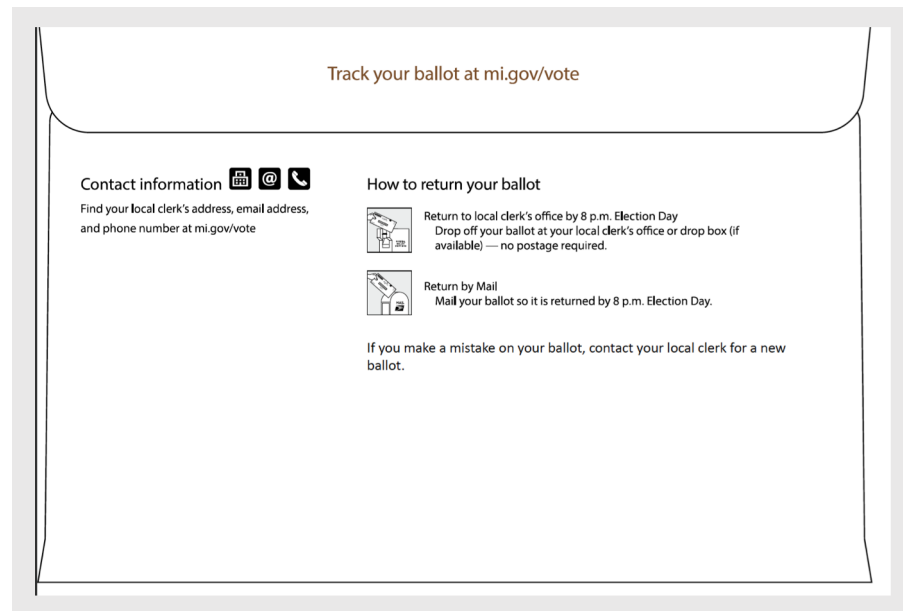 Track your ballot at mi.gov/vote
Contact information
Find your local clerk's address, email address,
and phone number at mi.gov/vote
How to return your ballot
Return to local clerk's office by 8 p.m. Election Day
Drop off your ballot at your local clerk's office or drop box (if
available) — no postage required.
Return by Mail
Mail your ballot so it is returned by 8 p.m. Election Day.
If you make a mistake on your ballot, contact your local clerk for a new
ballot.